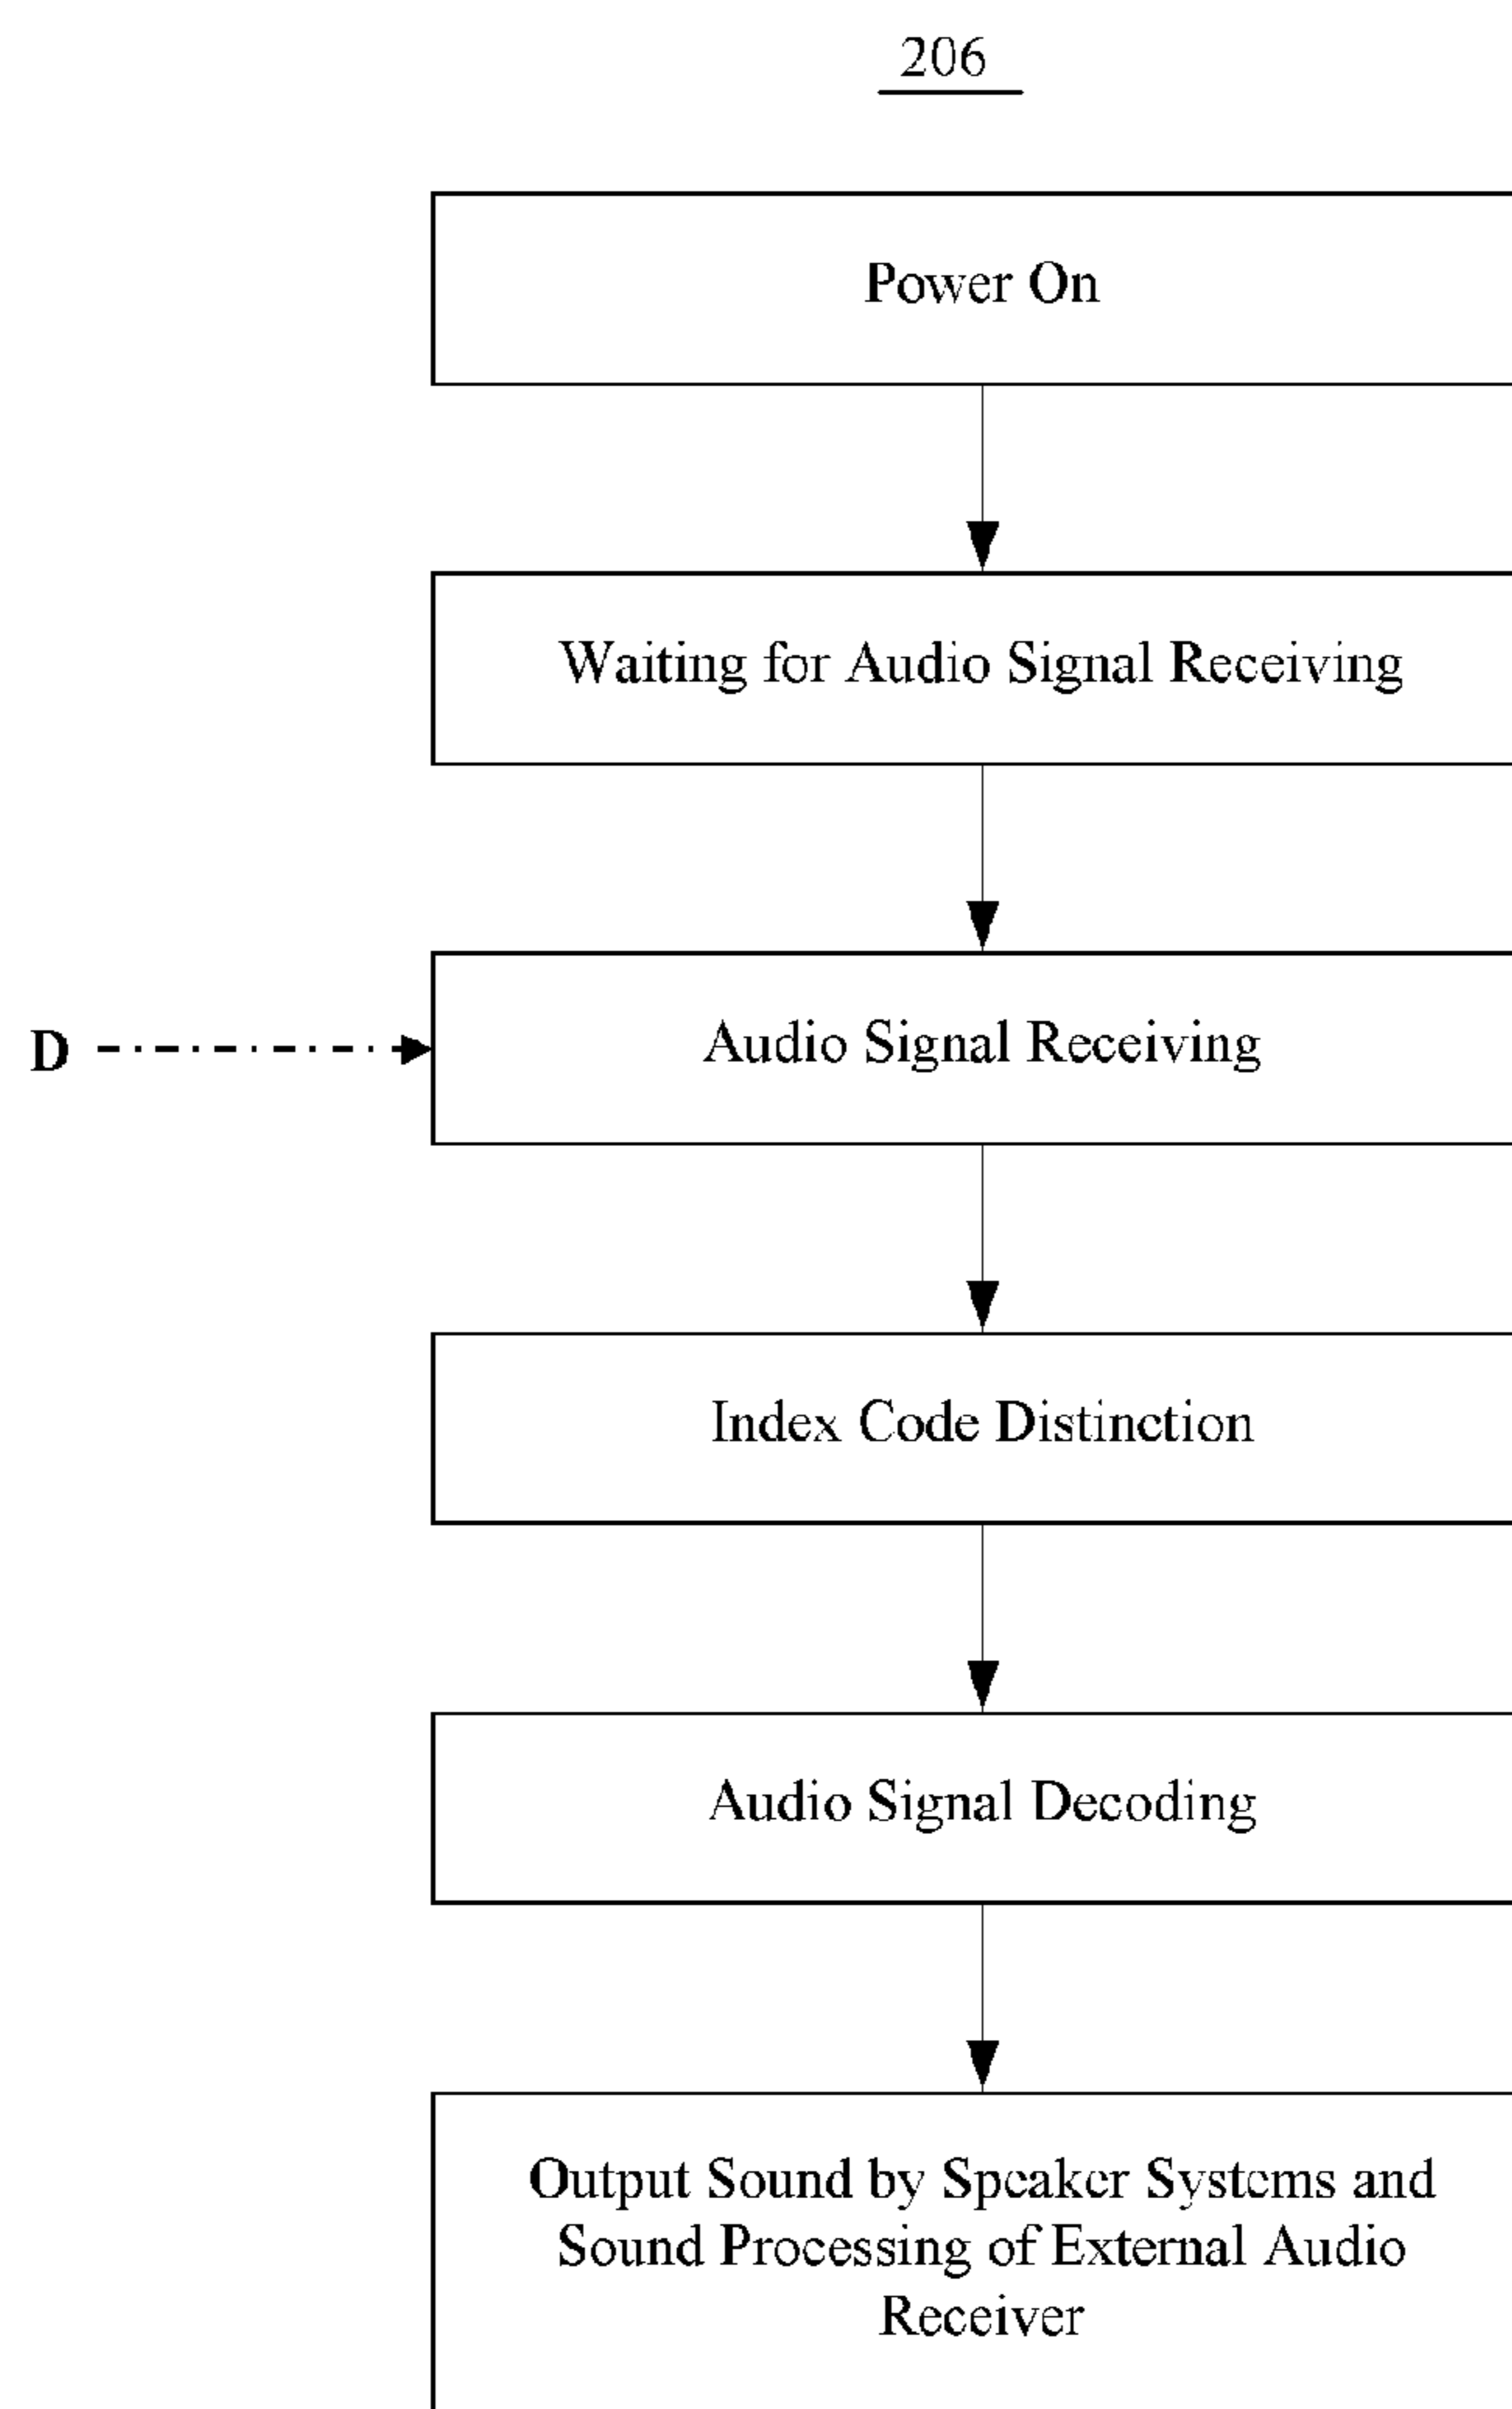 206
Power On
Waiting for Audio Signal Receiving
D
Audio Signal Receiving
Index Code Distinction
Audio Signal Decoding
Output Sound by Speaker Systems and
Sound Processing of External Audio
Receiver